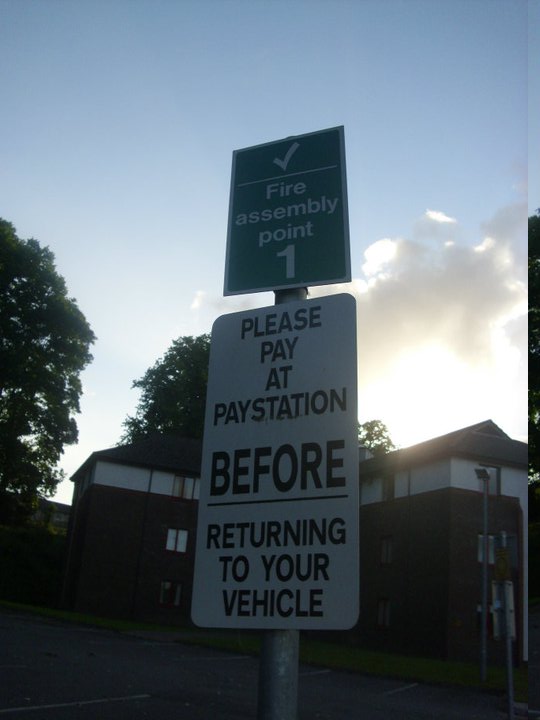 Fire
assembly
point
1
PLEASE
PAY
AT
PAYSTATION
BEFORE
RETURNING
TO YOUR
VEHICLE